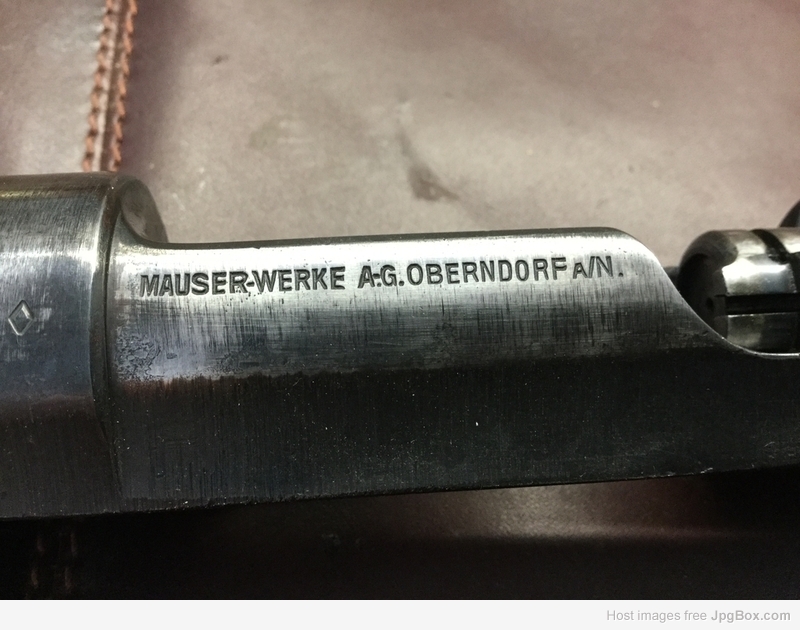 MAUSER-WERKE A.G. OBERNDORF A/N.
Host images free JpgBox.com